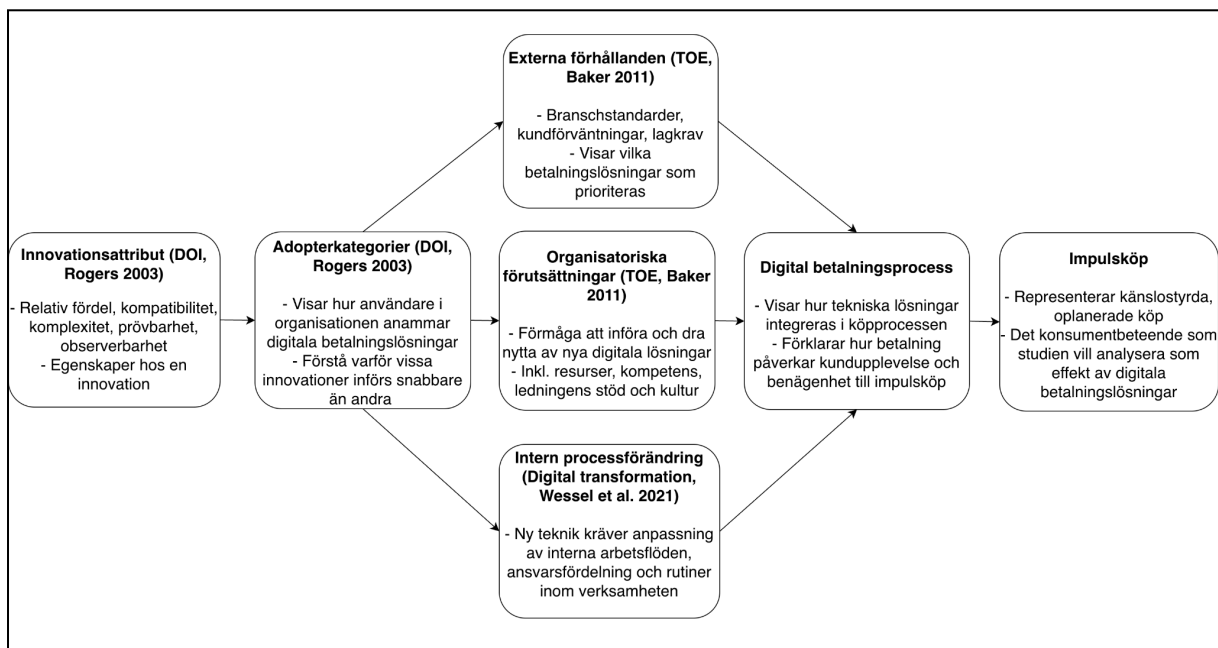 Externa förhållanden (TOE,
Baker 2011)
- Branschstandarder,
kundförväntningar, lagkrav
- Visar vilka
betalningslösningar som
prioriteras
Innovationsattribut (DOI,
Rogers 2003)
- Relativ fördel, kompatibilitet,
komplexitet, prövbarhet,
observerbarhet
- Egenskaper hos en
innovation
Adopterkategorier (DOI,
Rogers 2003)
- Visar hur användare i
organisationen anammar
digitala betalningslösningar
- Förstå varför vissa
innovationer införs snabbare
än andra
Organisatoriska
förutsättningar (TOE, Baker
2011)
- Förmåga att införa och dra
nytta av nya digitala lösningar
- Inkl. resurser, kompetens,
ledningens stöd och kultur
Digital betalningsprocess
- Visar hur tekniska lösningar
integreras i köpprocessen
- Förklarar hur betalning
påverkar kundupplevelse och
benägenhet till impulsköp
Impulsköp
- Representerar känslostyrda,
oplanerade köp
- Det konsumentbeteende som
studien vill analysera som
effekt av digitala
betalningslösningar
Intern processförändring
(Digital transformation,
Wessel et al. 2021)
- Ny teknik kräver anpassning
av interna arbetsflöden,
ansvarsfördelning och rutiner
inom verksamheten